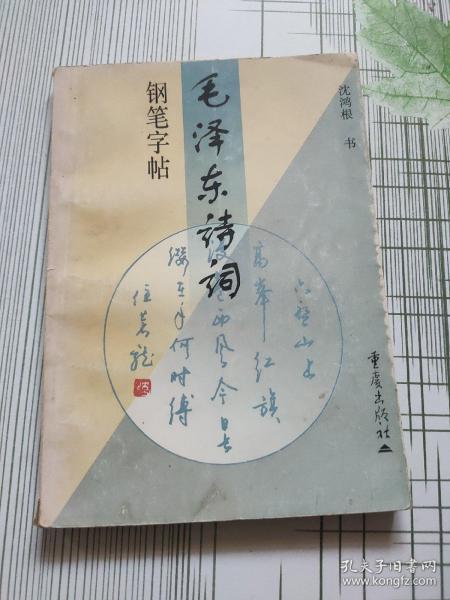 毛泽东诗词
钢笔字帖
沈鸿根 书
六盘山上
高峰红旗
漫卷西风今日长
缨在手何时缚
住苍龙
重庆出版社
孔夫子旧书网
www.kongfz.com